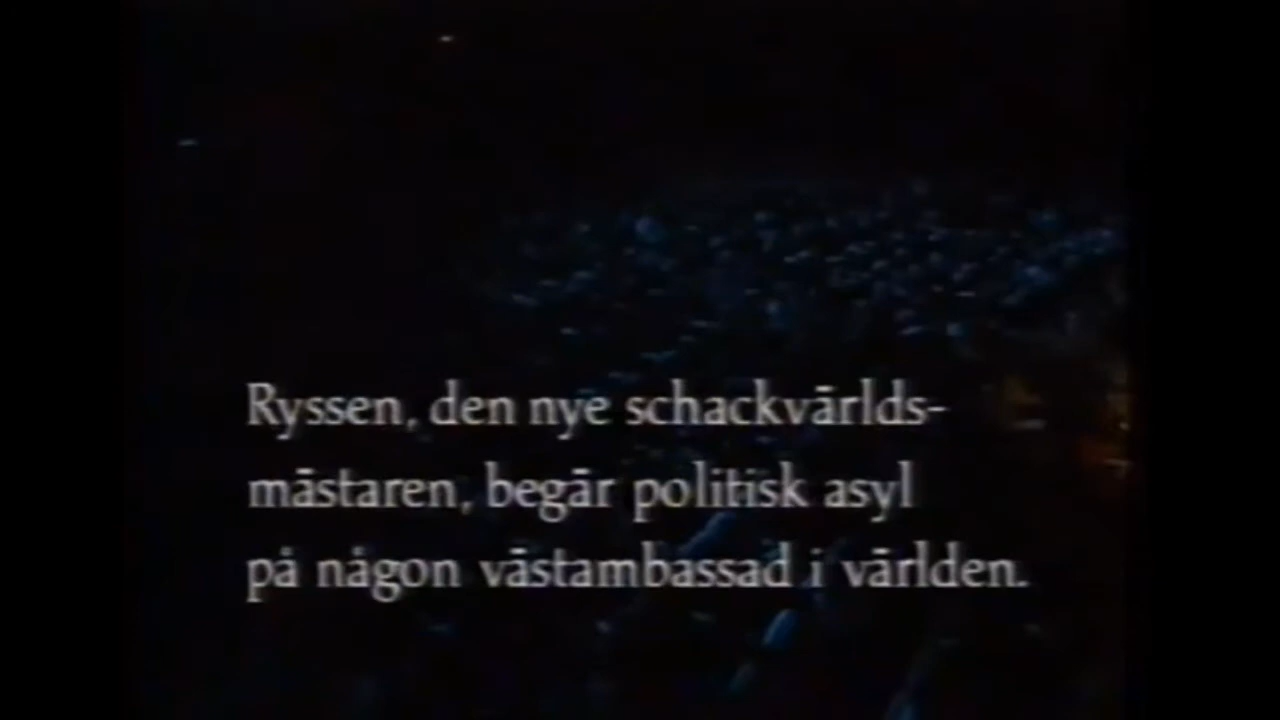 Ryssen, den nye schackvärlds-
mästaren, begär politisk asyl
på någon västambassad i världen.